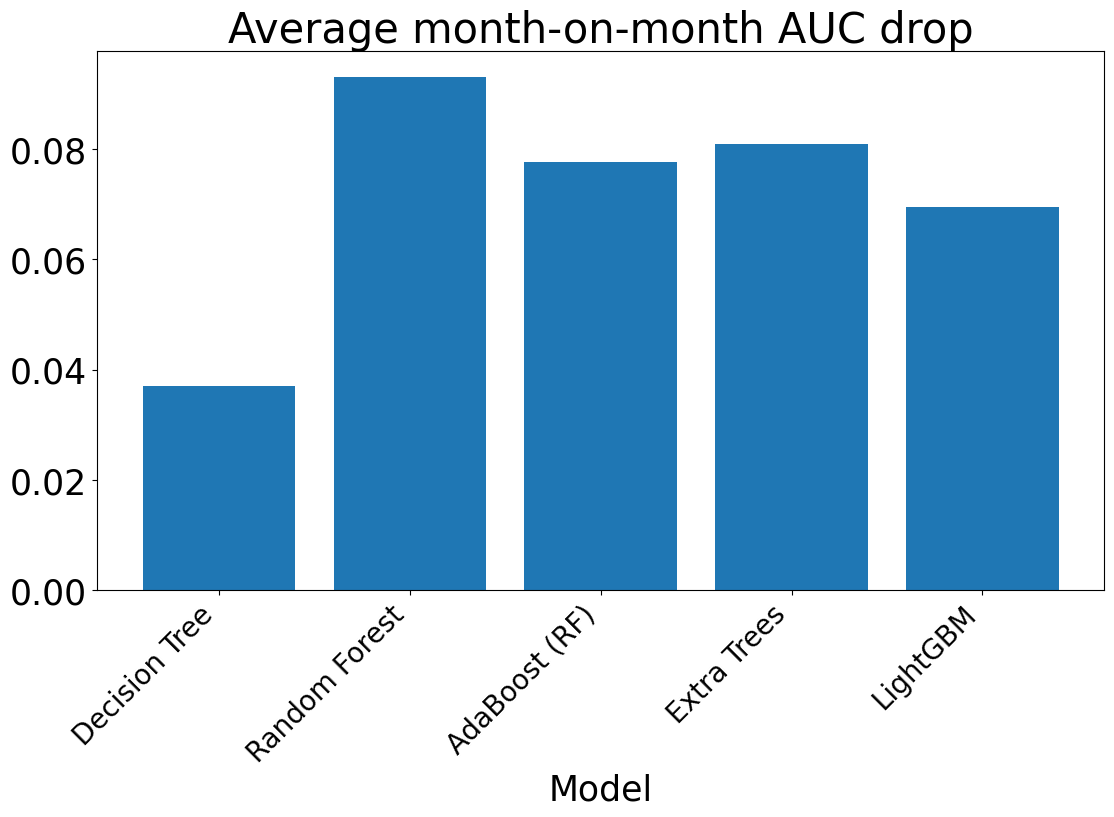 Average month-on-month AUC drop
0.08
0.06
0.04
0.02
0.00
Decision Tree
Random Forest
AdaBoost (RF)
Extra Trees
LightGBM
Model